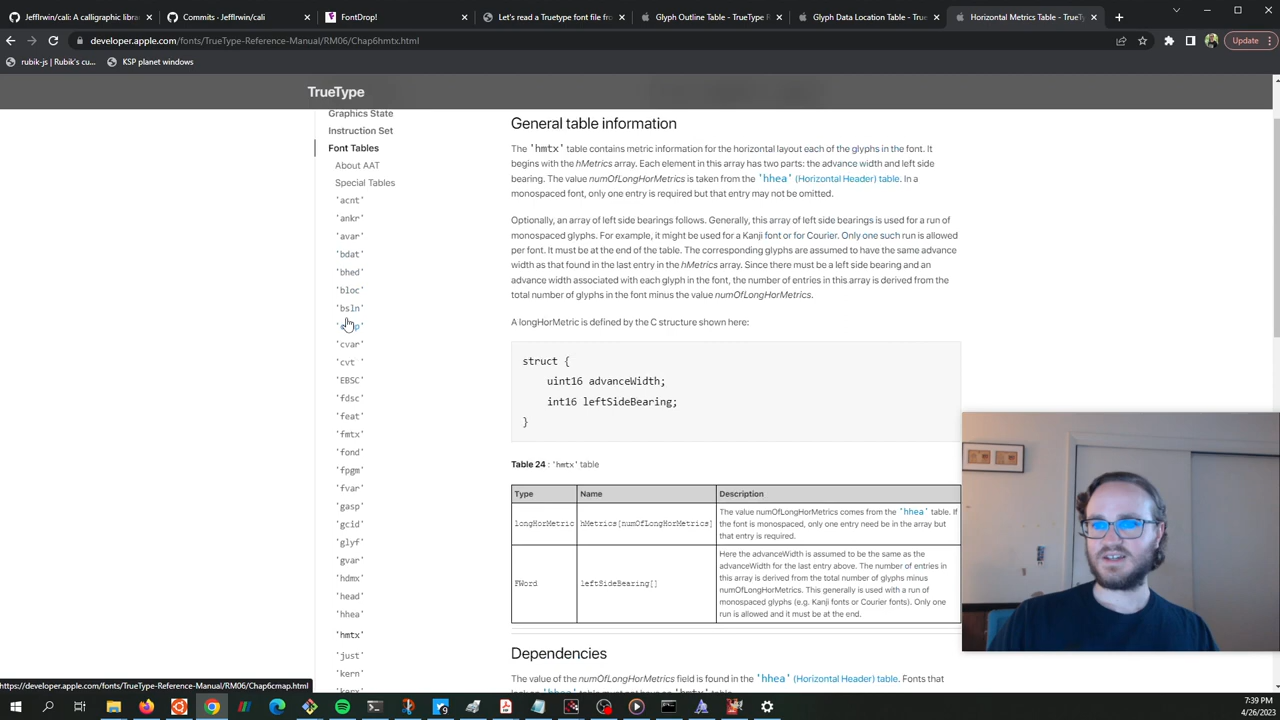 Jefflrwin/cali: A calligraphic libra
Commits · Jefflrwin/cali
FontDrop!
Let's read a Truetype font file fro
Glyph Outline Table - TrueType R
Glyph Data Location Table - True
Horizontal Metrics Table - TrueTy
developer.apple.com/fonts/TrueType-Reference-Manual/RM06/Chap6hmtx.html
Update
rubik-js | Rubik's cu...
KSP planet windows
TrueType
Graphics State
Instruction Set
Font Tables
About AAT
Special Tables
'acnt'
'ankr'
'avar'
'bdat'
'bhed'
'bloc'
'bsln'
'cvar'
'cvt '
'EBSC'
'fdsc'
'feat'
'fmtx'
'fond'
'fpgm'
'fvar'
'gasp'
'gcid'
'glyf'
'gvar'
'hdmx'
'head'
'hhea'
'hmtx'
'just'
'kern'
'kerx'
General table information
The 'hmtx' table contains metric information for the horizontal layout each of the glyphs in the font. It
begins with the hMetrics array. Each element in this array has two parts: the advance width and left side
bearing. The value numOfLongHorMetrics is taken from the 'hhea' (Horizontal Header) table. In a
monospaced font, only one entry is required but that entry may not be omitted.
Optionally, an array of left side bearings follows. Generally, this array of left side bearings is used for a run of
monospaced glyphs. For example, it might be used for a Kanji font or for Courier. Only one such run is allowed
per font. It must be at the end of the table. The corresponding glyphs are assumed to have the same advance
width as that found in the last entry in the hMetrics array. Since there must be a left side bearing and an
advance width associated with each glyph in the font, the number of entries in this array is derived from the
total number of glyphs in the font minus the value numOfLongHorMetrics.
A longHorMetric is defined by the C structure shown here:
struct {
uint16 advanceWidth;
int16 leftSideBearing;
}
Table 24 : 'hmtx' table
Type Name Description
longHorMetric hMetrics[numOfLongHorMetrics] The value numOfLongHorMetrics comes from the 'hhea' table. If
the font is monospaced, only one entry need be in the array but
that entry is required.
FWord leftSideBearing[] Here the advanceWidth is assumed to be the same as the
advanceWidth for the last entry above. The number of entries in
this array is derived from the total number of glyphs minus
numOfLongHorMetrics. This generally is used with a run of
monospaced glyphs (e.g. Kanji fonts or Courier fonts). Only one
run is allowed and it must be at the end.
Dependencies
The value of the numOfLongHorMetrics field is found in the 'hhea' (Horizontal Header) table. Fonts that
https://developer.apple.com/fonts/TrueType-Reference-Manual/RM06/Chap6cmap.html
7:39 PM
4/26/2023